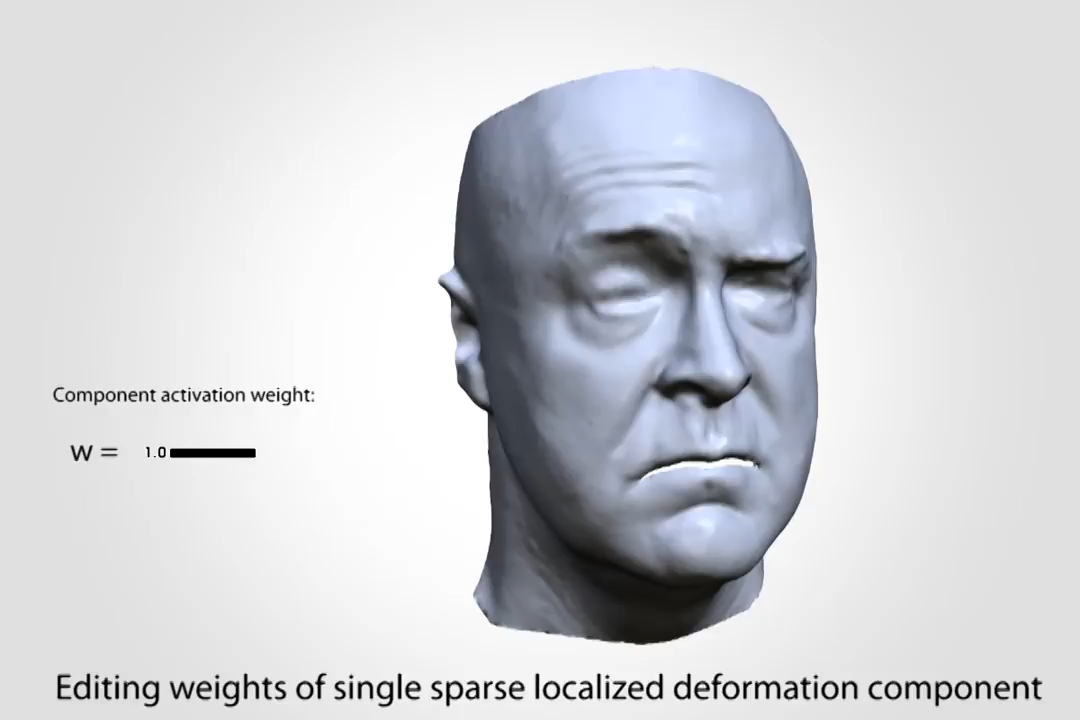 Component activation weight:
W = 1.0
Editing weights of single sparse localized deformation component